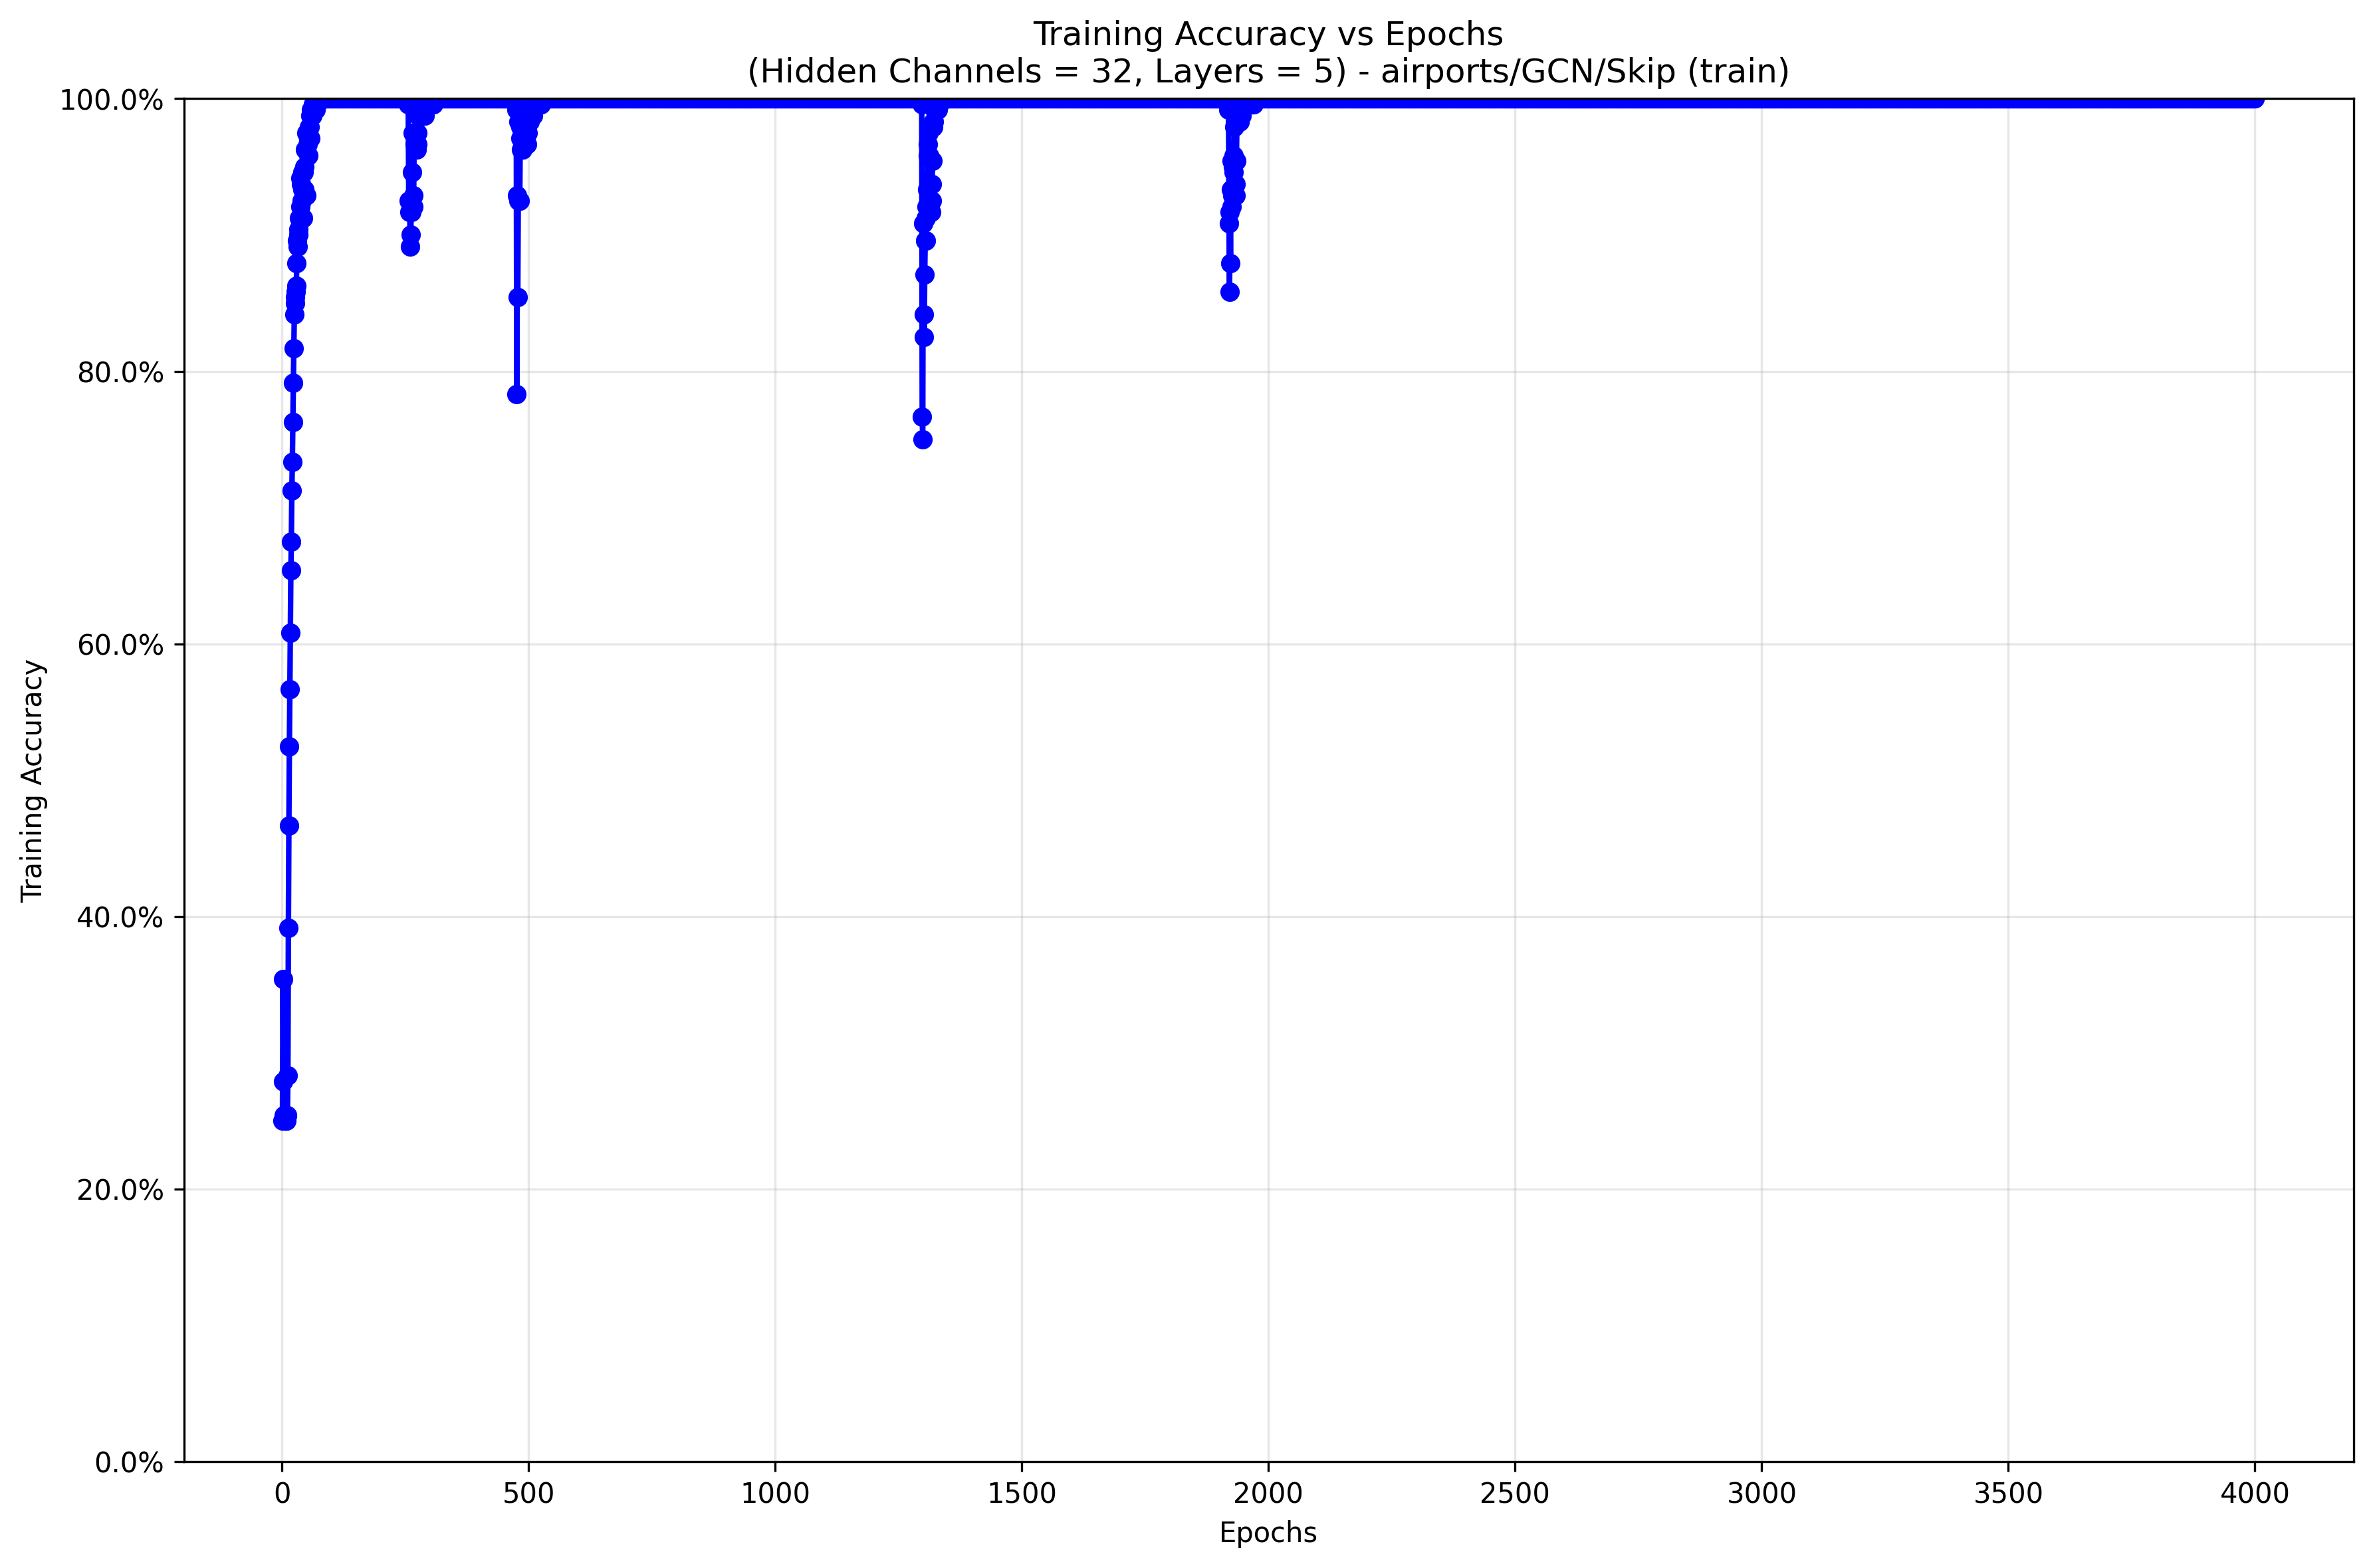 Training Accuracy vs Epochs
(Hidden Channels = 32, Layers = 5) - airports/GCN/Skip (train)
Training Accuracy
100.0%
80.0%
60.0%
40.0%
20.0%
0.0%
0 500 1000 1500 2000 2500 3000 3500 4000
Epochs